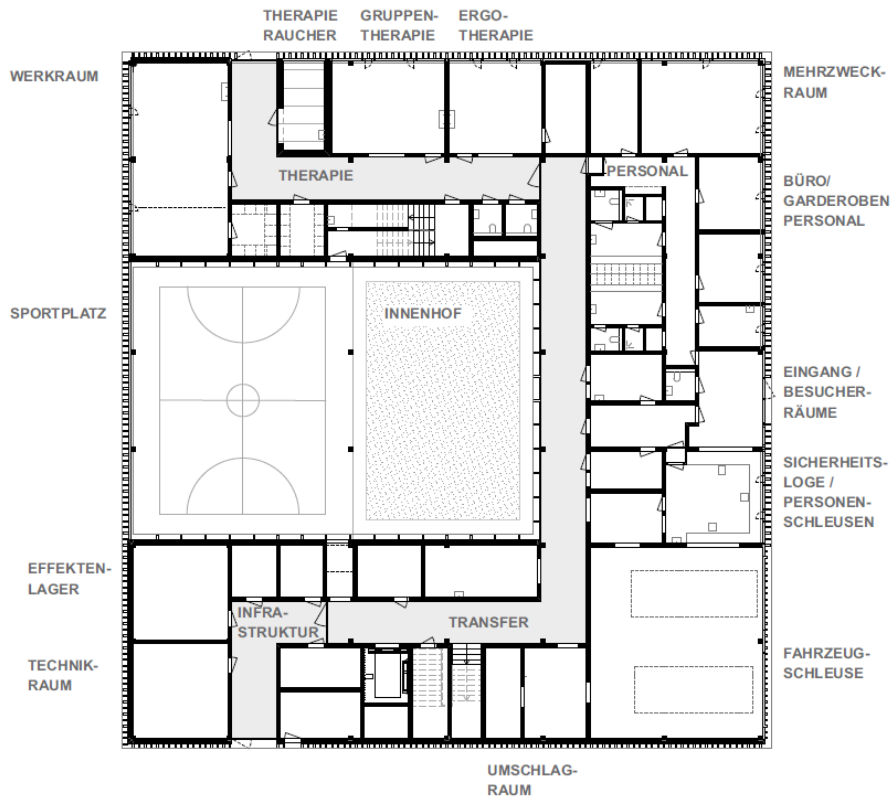 THERAPIE
RAUCHER
GRUPPEN-
THERAPIE
ERGO-
THERAPIE
WERKRAUM
MEHRZWECK-
RAUM
THERAPIE
PERSONAL
BÜRO/
GARDEROBEN
PERSONAL
SPORTPLATZ
INNENHOF
EINGANG /
BESUCHER-
RÄUME
SICHERHEITS-
LOGE /
PERSONEN-
SCHLEUSEN
EFFEKTEN-
LAGER
INFRA-
STRUKTUR
TRANSFER
TECHNIK-
RAUM
FAHRZEUG-
SCHLEUSE
UMSCHLAG-
RAUM